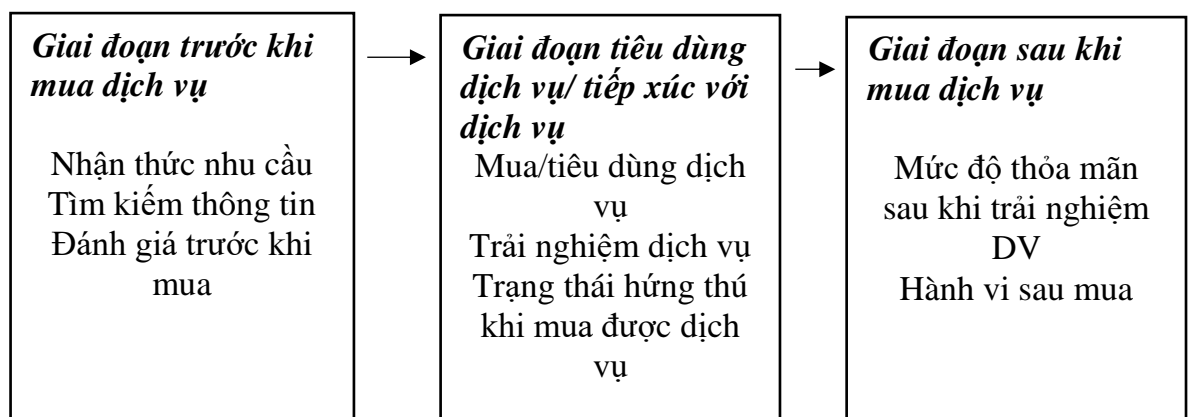 Giai đoạn trước khi
mua dịch vụ
Nhận thức nhu cầu
Tìm kiếm thông tin
Đánh giá trước khi
mua
Giai đoạn tiêu dùng
dịch vụ/ tiếp xúc với
dịch vụ
Mua/tiêu dùng dịch
vụ
Trải nghiệm dịch vụ
Trạng thái hứng thú
khi mua được dịch
vụ
Giai đoạn sau khi
mua dịch vụ
Mức độ thỏa mãn
sau khi trải nghiệm
DV
Hành vi sau mua